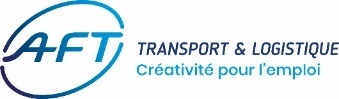 AFT
TRANSPORT & LOGISTIQUE
Créativité pour l'emploi